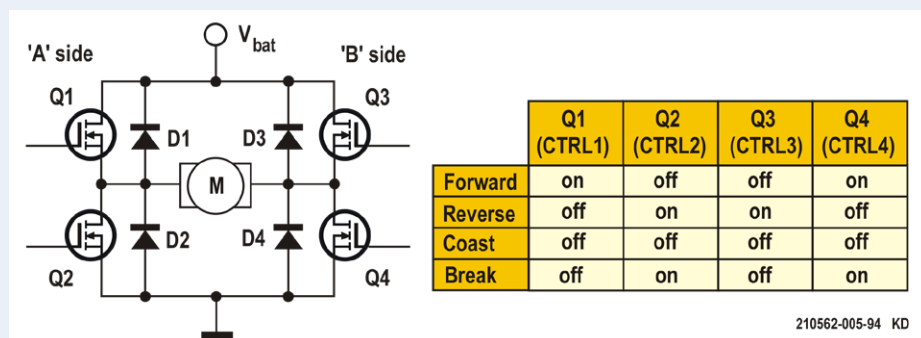 Vbat
'A' side
'B' side
Q1
Q3
D1
D3
M
D2
D4
Q2
Q4
Q1 Q2 Q3 Q4
(CTRL1) (CTRL2) (CTRL3) (CTRL4)
Forward on off off on
Reverse off on on off
Coast off off off off
Break off on off on
210562-005-94 KD